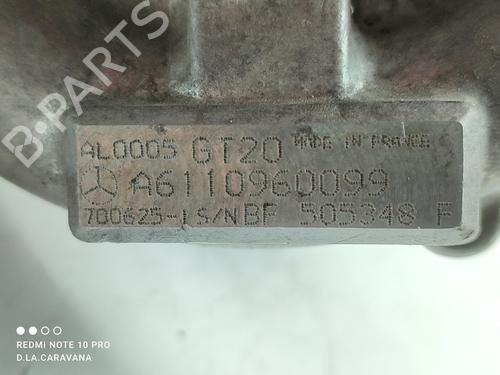 B-PARTS
AL0005 GT20 MADE IN FRANCE
A6110960099
700625-1 S/N BF 505348 F
REDMI NOTE 10 PRO
D.LA.CARAVANA